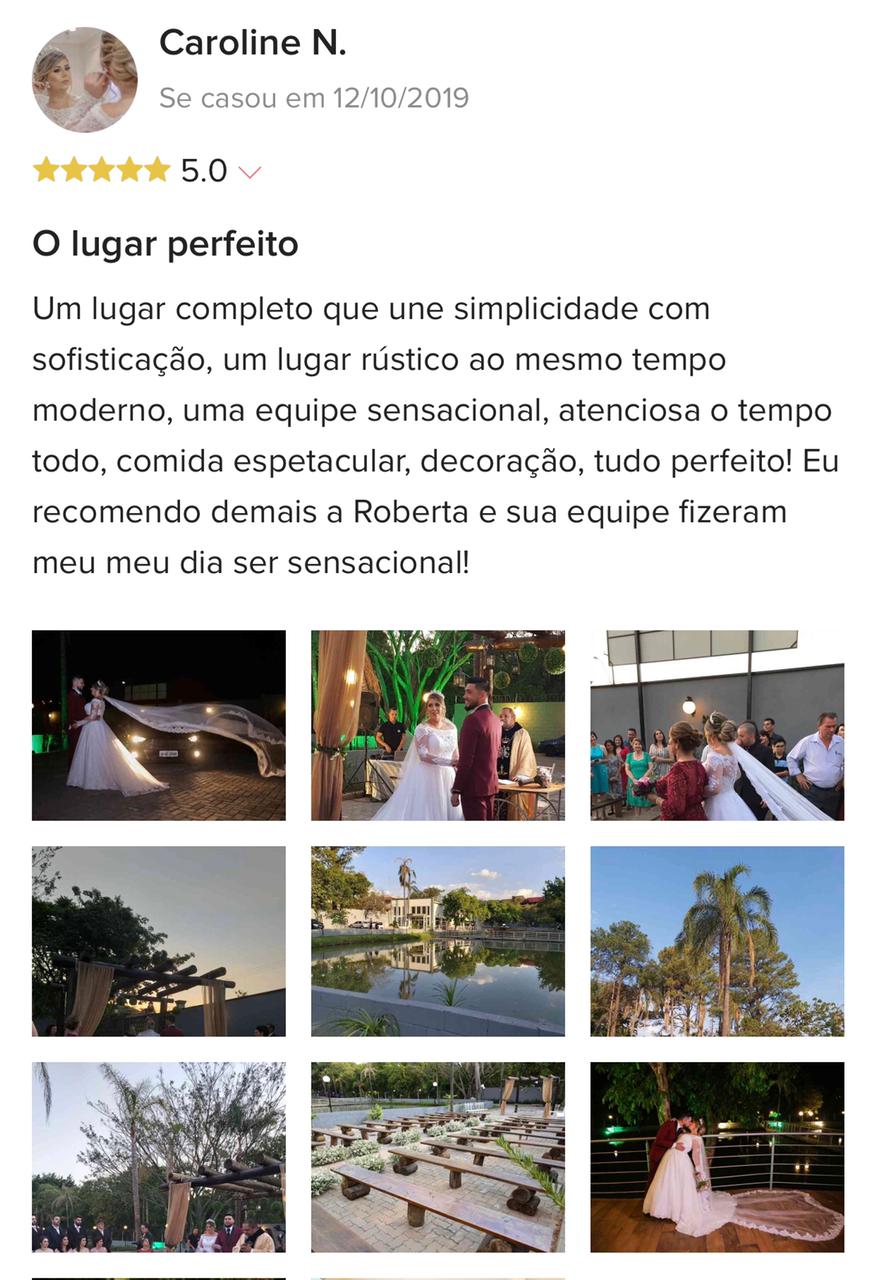 Caroline N.
Se casou em 12/10/2019
5.0
O lugar perfeito
Um lugar completo que une simplicidade com
sofisticação, um lugar rústico ao mesmo tempo
moderno, uma equipe sensacional, atenciosa o tempo
todo, comida espetacular, decoração, tudo perfeito! Eu
recomendo demais a Roberta e sua equipe fizeram
meu meu dia ser sensacional!